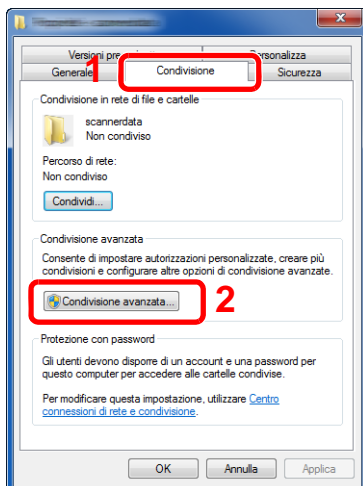 Versioni pre
Personalizza
Generale
1
Condivisione
Sicurezza
Condivisione in rete di file e cartelle
scannerdata
Non condiviso
Percorso di rete:
Non condiviso
Condividi...
Condivisione avanzata
Consente di impostare autorizzazioni personalizzate, creare più
condivisioni e configurare altre opzioni di condivisione avanzate.
Condivisione avanzata...
2
Protezione con password
Gli utenti devono disporre di un account e una password per
questo computer per accedere alle cartelle condivise.
Per modificare questa impostazione, utilizzare Centro
connessioni di rete e condivisione.
OK
Annulla
Applica